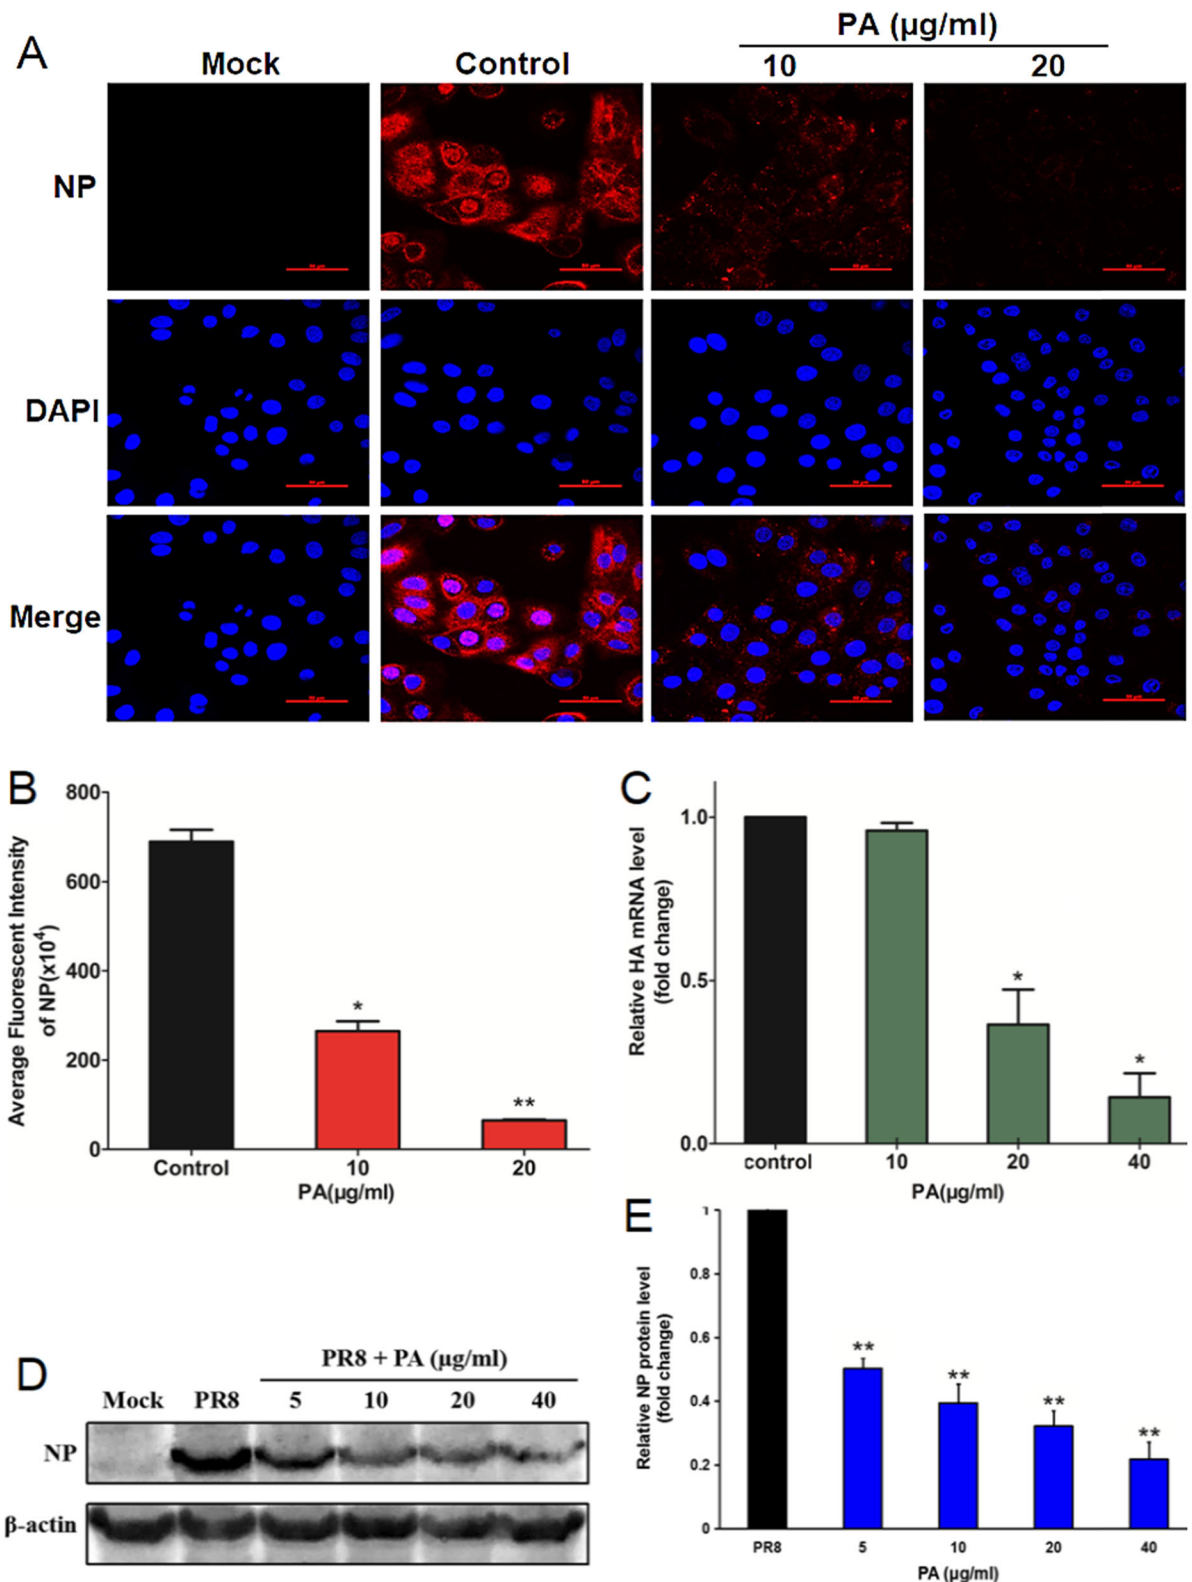 A
PA (µg/ml)
Mock Control 10 20
NP
DAPI
Merge
B
Average Fluorescent Intensity
of NP(x10⁴)
800
600
400
200
0
*
**
Control 10 20
PA(µg/ml)
C
Relative HA mRNA level
(fold change)
1.0
0.5
0.0
*
*
control 10 20 40
PA(µg/ml)
D
PR8 + PA (µg/ml)
Mock PR8 5 10 20 40
NP
β-actin
E
Relative NP protein level
(fold change)
1
0.8
0.6
0.4
0.2
0
**
**
**
**
PR8 5 10 20 40
PA (µg/ml)